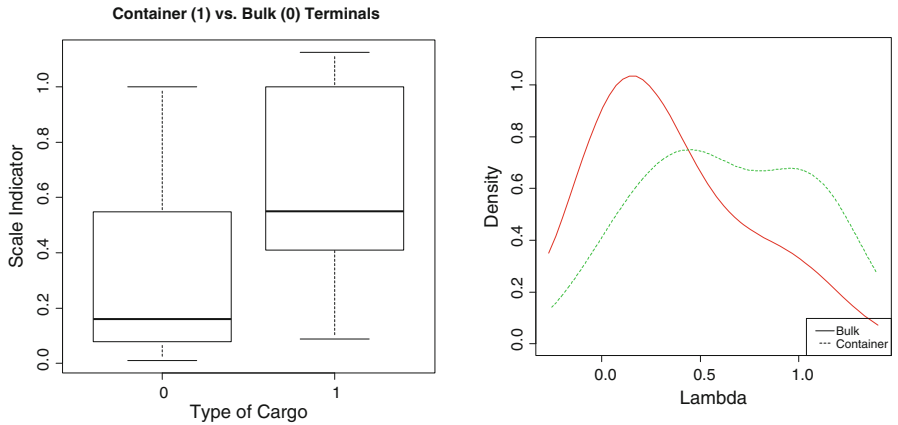 Container (1) vs. Bulk (0) Terminals
Scale Indicator
1.0
0.8
0.6
0.4
0.2
0.0
0 1
Type of Cargo
Density
1.0
0.8
0.6
0.4
0.2
0.0
0.0 0.5 1.0
Lambda
Bulk
Container